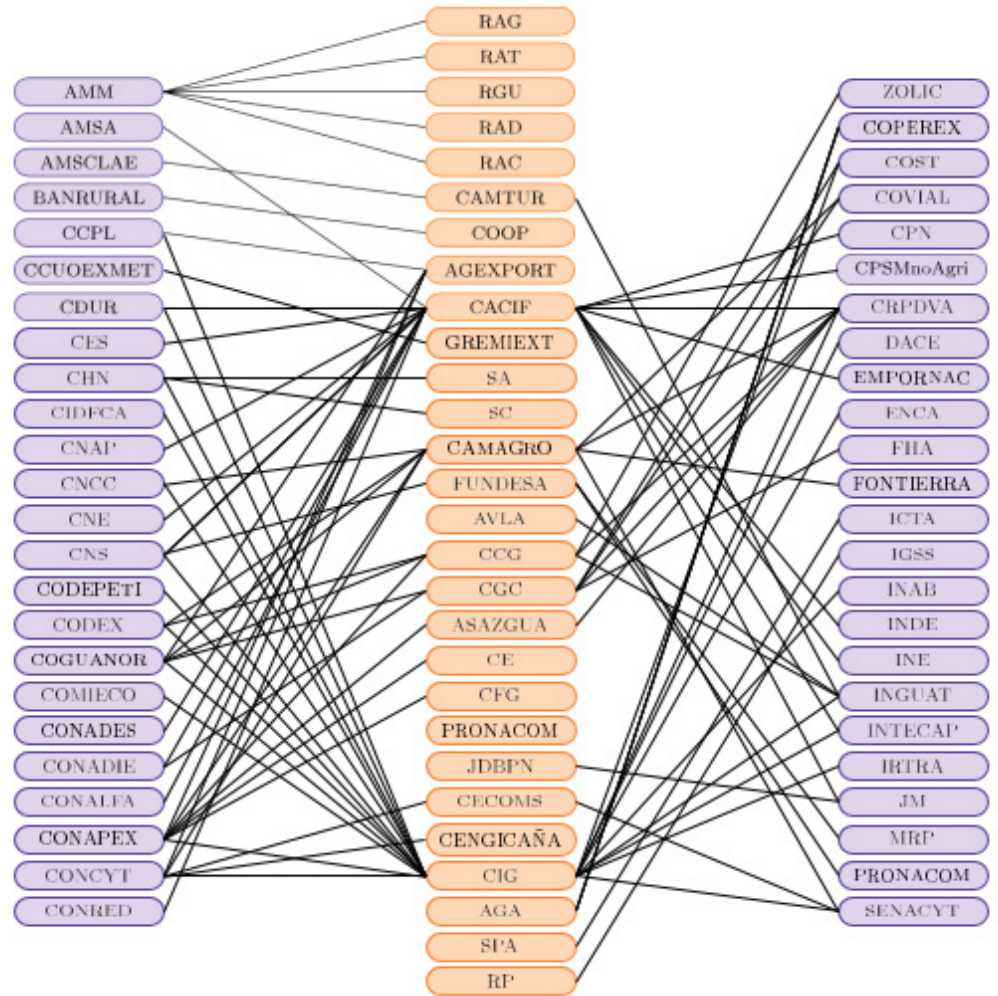 RAG
RAT
AMM
RGU
ZOLIC
AMSA
RAD
COPEREX
AMSCLAE
RAC
COST
BANRURAL
CAMTUR
COVIAL
CCPL
COOP
CPN
CCUOEXMET
AGEXPORT
CPSMnoAgri
CDUR
CACIF
CRPDVA
CES
GREMIEXT
DACE
CHN
SA
EMPORNAC
CIDFCA
SC
ENCA
CNAP
CAMAGRO
FHA
CNCC
FUNDESA
FONTIERRA
CNE
AVLA
ICTA
CNS
CCG
IGSS
CODEPETI
CGC
INAB
CODEX
ASAZGUA
INDE
COGUANOR
CE
INE
COMIECO
CFG
INGUAT
CONADES
PRONACOM
INTECAP
CONADIE
JDBPN
IRTRA
CONALFA
CECOMS
JM
CONAPEX
CENGICAÑA
MRP
CONCYT
CIG
PRONACOM
CONRED
AGA
SENACYT
SPA
RP